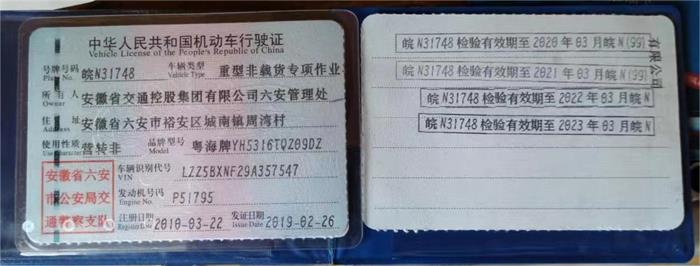 中华人民共和国机动车行驶证
Vehicle License of the People's Republic of China
号牌号码 皖N31748 车辆类型 重型非载货专项作业
Plate No. Vehicle Type
所有人 安徽省交通控股集团有限公司六安管理处
Owner
住址 安徽省六安市裕安区城南镇周湾村
Address
使用性质 营转非 品牌型号 粤海牌YH5316TQZ09DZ
Use Character Model
安徽省六安
市公安局交
通警察支队
车辆识别代号 LZZ5BXNF29A357547
VIN
发动机号码 P51795
Engine No.
注册日期 2010-03-22 发证日期 2019-02-26
Register Date Issue Date
皖N31748检验有效期至2020年03月皖N(99)
皖N31748检验有效期至2021年03月皖N(99)
皖N31748检验有效期至2022年03月皖N
皖N31748检验有效期至2023年03月皖N
有限公司